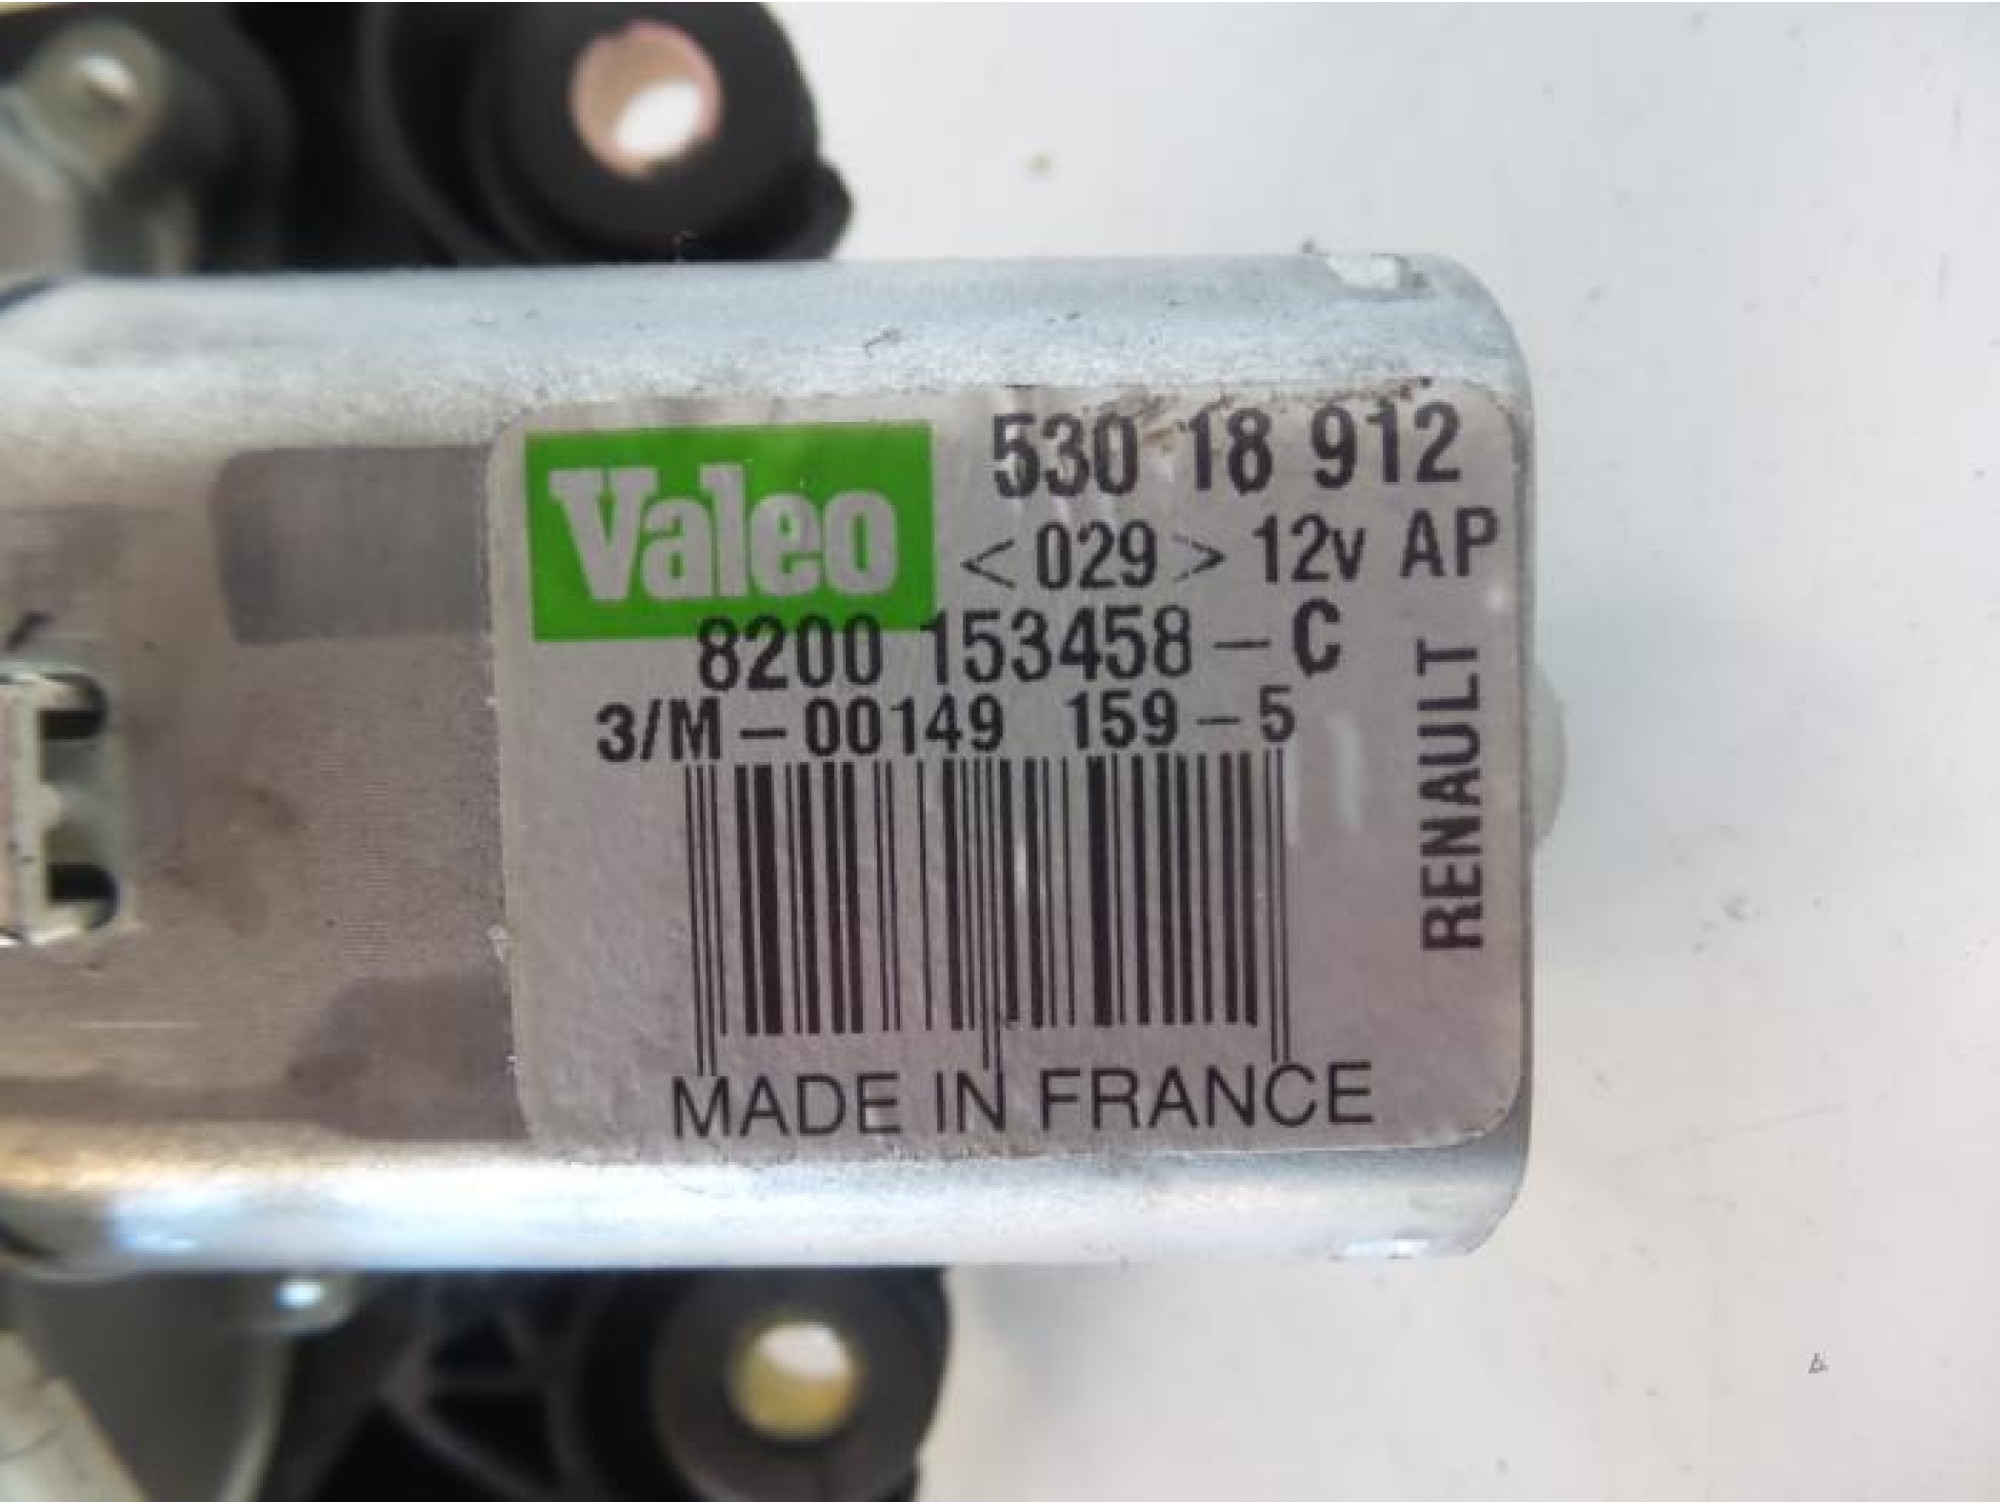 Valeo
530 18 912
<029> 12v AP
8200 153458-C
3/M-00149 159-5
RENAULT
MADE IN FRANCE